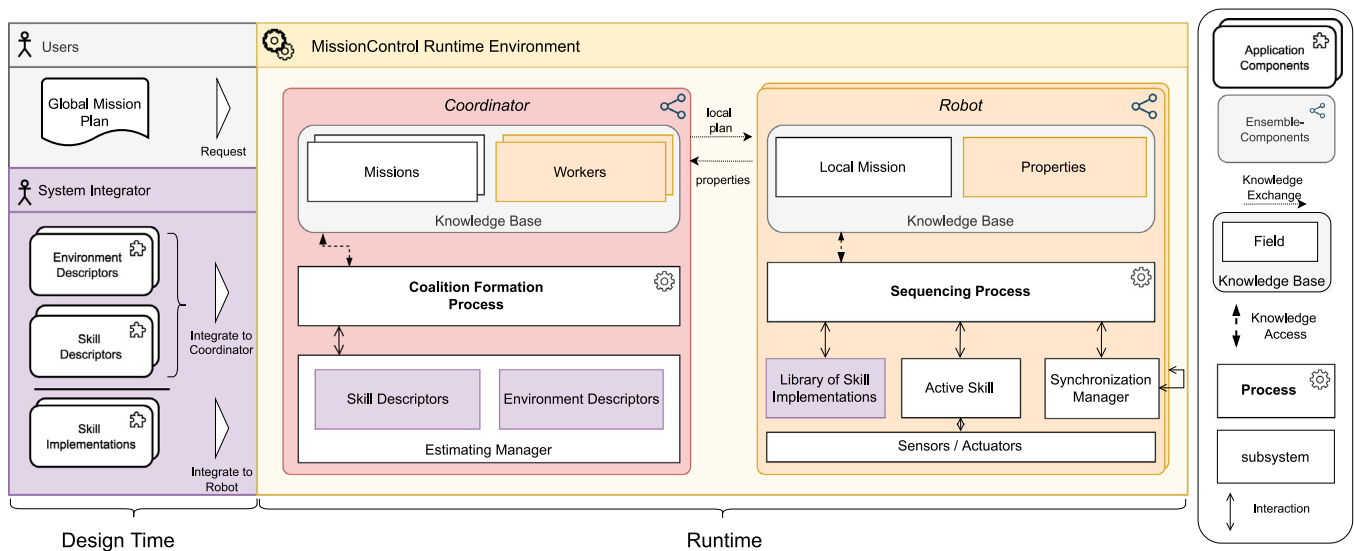 Users
Global Mission
Plan
Request
System Integrator
Environment
Descriptors
Skill
Descriptors
Integrate to
Coordinator
Skill
Implementations
Integrate to
Robot
Design Time
MissionControl Runtime Environment
Coordinator
Missions
Workers
Knowledge Base
Coalition Formation
Process
Skill Descriptors
Environment Descriptors
Estimating Manager
local
plan
properties
Robot
Local Mission
Properties
Knowledge Base
Sequencing Process
Library of Skill
Implementations
Active Skill
Synchronization
Manager
Sensors / Actuators
Runtime
Application
Components
Ensemble-
Components
Knowledge
Exchange
Field
Knowledge Base
Knowledge
Access
Process
subsystem
Interaction